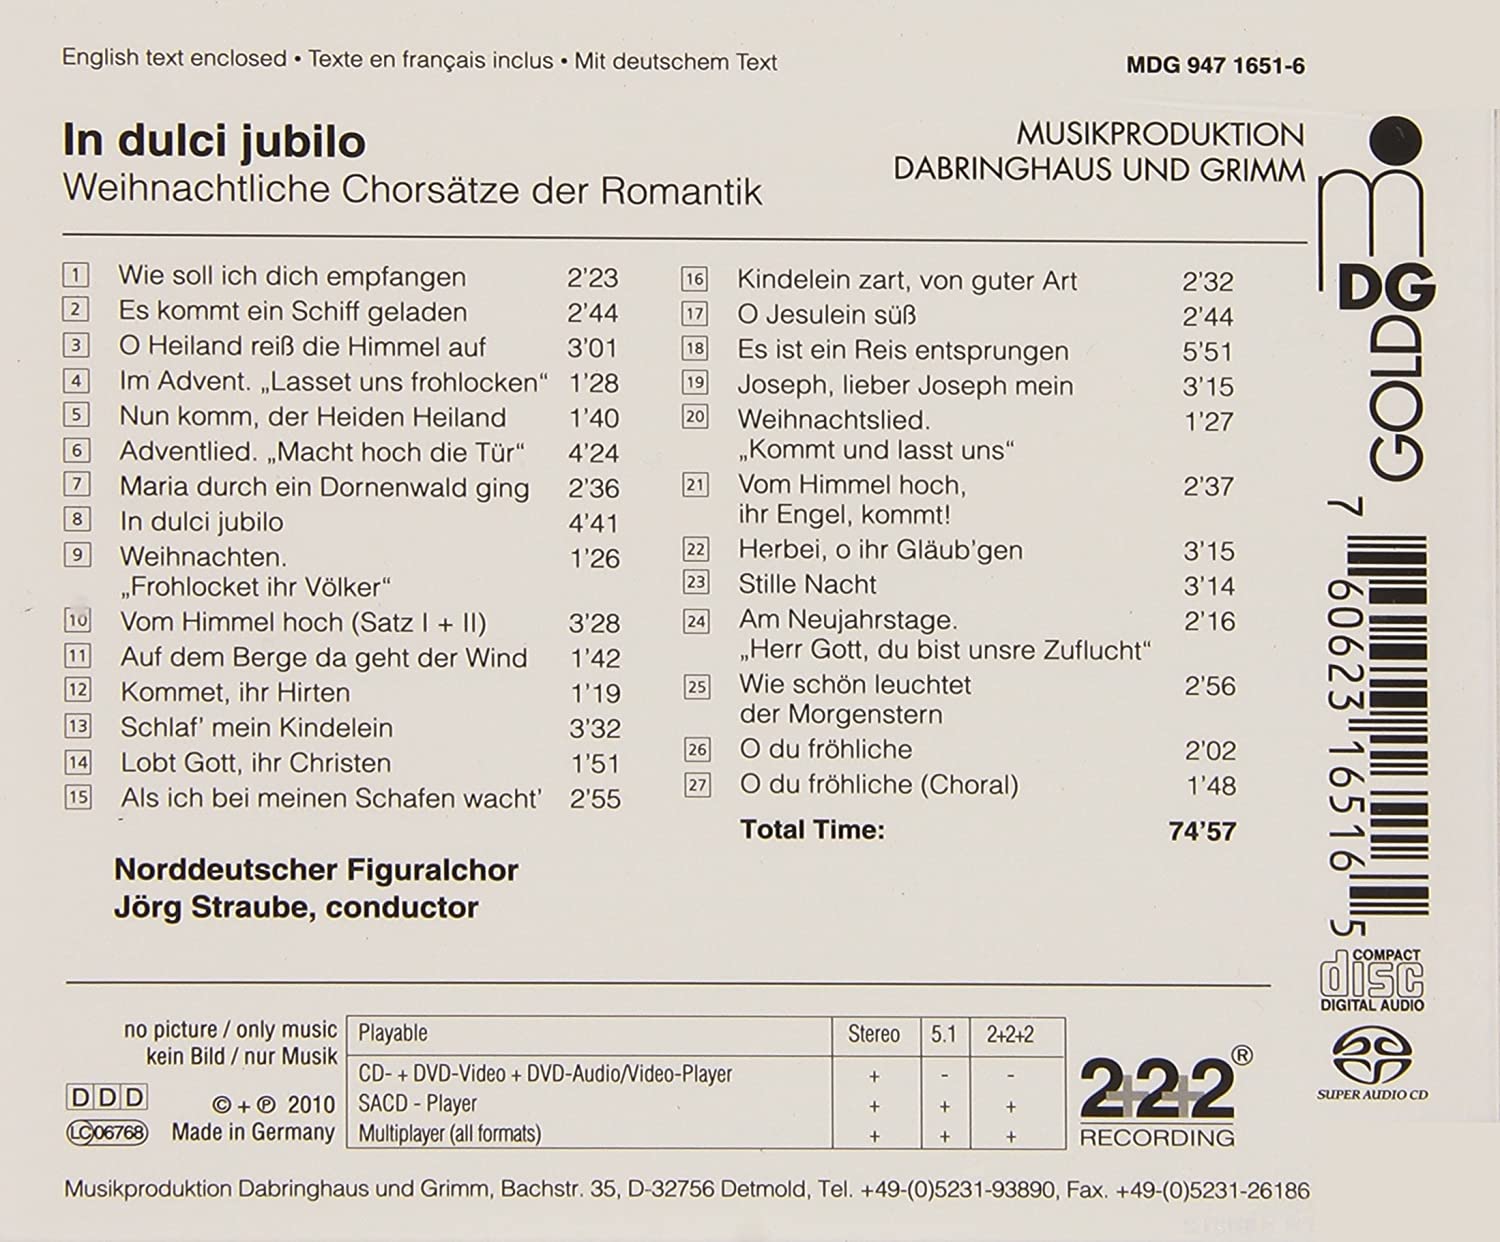 English text enclosed • Texte en français inclus • Mit deutschem Text
MDG 947 1651-6
In dulci jubilo
Weihnachtliche Chorsätze der Romantik
MUSIKPRODUKTION
DABRINGHAUS UND GRIMM
1 Wie soll ich dich empfangen 2'23
2 Es kommt ein Schiff geladen 2'44
3 O Heiland reiß die Himmel auf 3'01
4 Im Advent. „Lasset uns frohlocken“ 1'28
5 Nun komm, der Heiden Heiland 1'40
6 Adventlied. „Macht hoch die Tür“ 4'24
7 Maria durch ein Dornenwald ging 2'36
8 In dulci jubilo 4'41
9 Weihnachten. 1'26
„Frohlocket ihr Völker“
10 Vom Himmel hoch (Satz I + II) 3'28
11 Auf dem Berge da geht der Wind 1'42
12 Kommet, ihr Hirten 1'19
13 Schlaf' mein Kindelein 3'32
14 Lobt Gott, ihr Christen 1'51
15 Als ich bei meinen Schafen wacht' 2'55
16 Kindelein zart, von guter Art 2'32
17 O Jesulein süß 2'44
18 Es ist ein Reis entsprungen 5'51
19 Joseph, lieber Joseph mein 3'15
20 Weihnachtslied. 1'27
„Kommt und lasst uns“
21 Vom Himmel hoch, 2'37
ihr Engel, kommt!
22 Herbei, o ihr Gläub'gen 3'15
23 Stille Nacht 3'14
24 Am Neujahrstage. 2'16
„Herr Gott, du bist unsre Zuflucht“
25 Wie schön leuchtet 2'56
der Morgenstern
26 O du fröhliche 2'02
27 O du fröhliche (Choral) 1'48
Total Time: 74'57
Norddeutscher Figuralchor
Jörg Straube, conductor
DG
GOLD
7 60623 16516 5
COMPACT
disc
DIGITAL AUDIO
SUPER AUDIO CD
no picture / only music
kein Bild / nur Musik
DDD
© + ℗ 2010
LC 06768
Made in Germany
Playable Stereo 5.1 2+2+2
CD- + DVD-Video + DVD-Audio/Video-Player + - -
SACD - Player + + +
Multiplayer (all formats) + + +
2+2+2®
RECORDING
Musikproduktion Dabringhaus und Grimm, Bachstr. 35, D-32756 Detmold, Tel. +49-(0)5231-93890, Fax. +49-(0)5231-26186